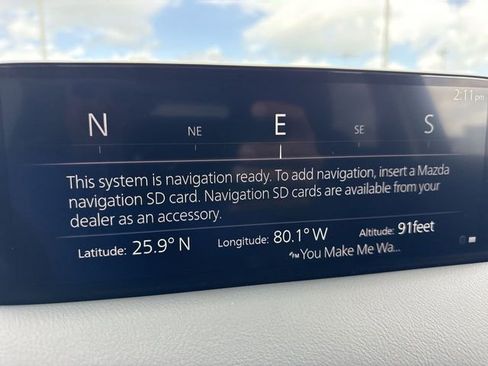 2:11 pm
N NE E SE S
This system is navigation ready. To add navigation, insert a Mazda
navigation SD card. Navigation SD cards are available from your
dealer as an accessory.
Latitude: 25.9° N Longitude: 80.1° W Altitude: 91feet
You Make Me Wa...